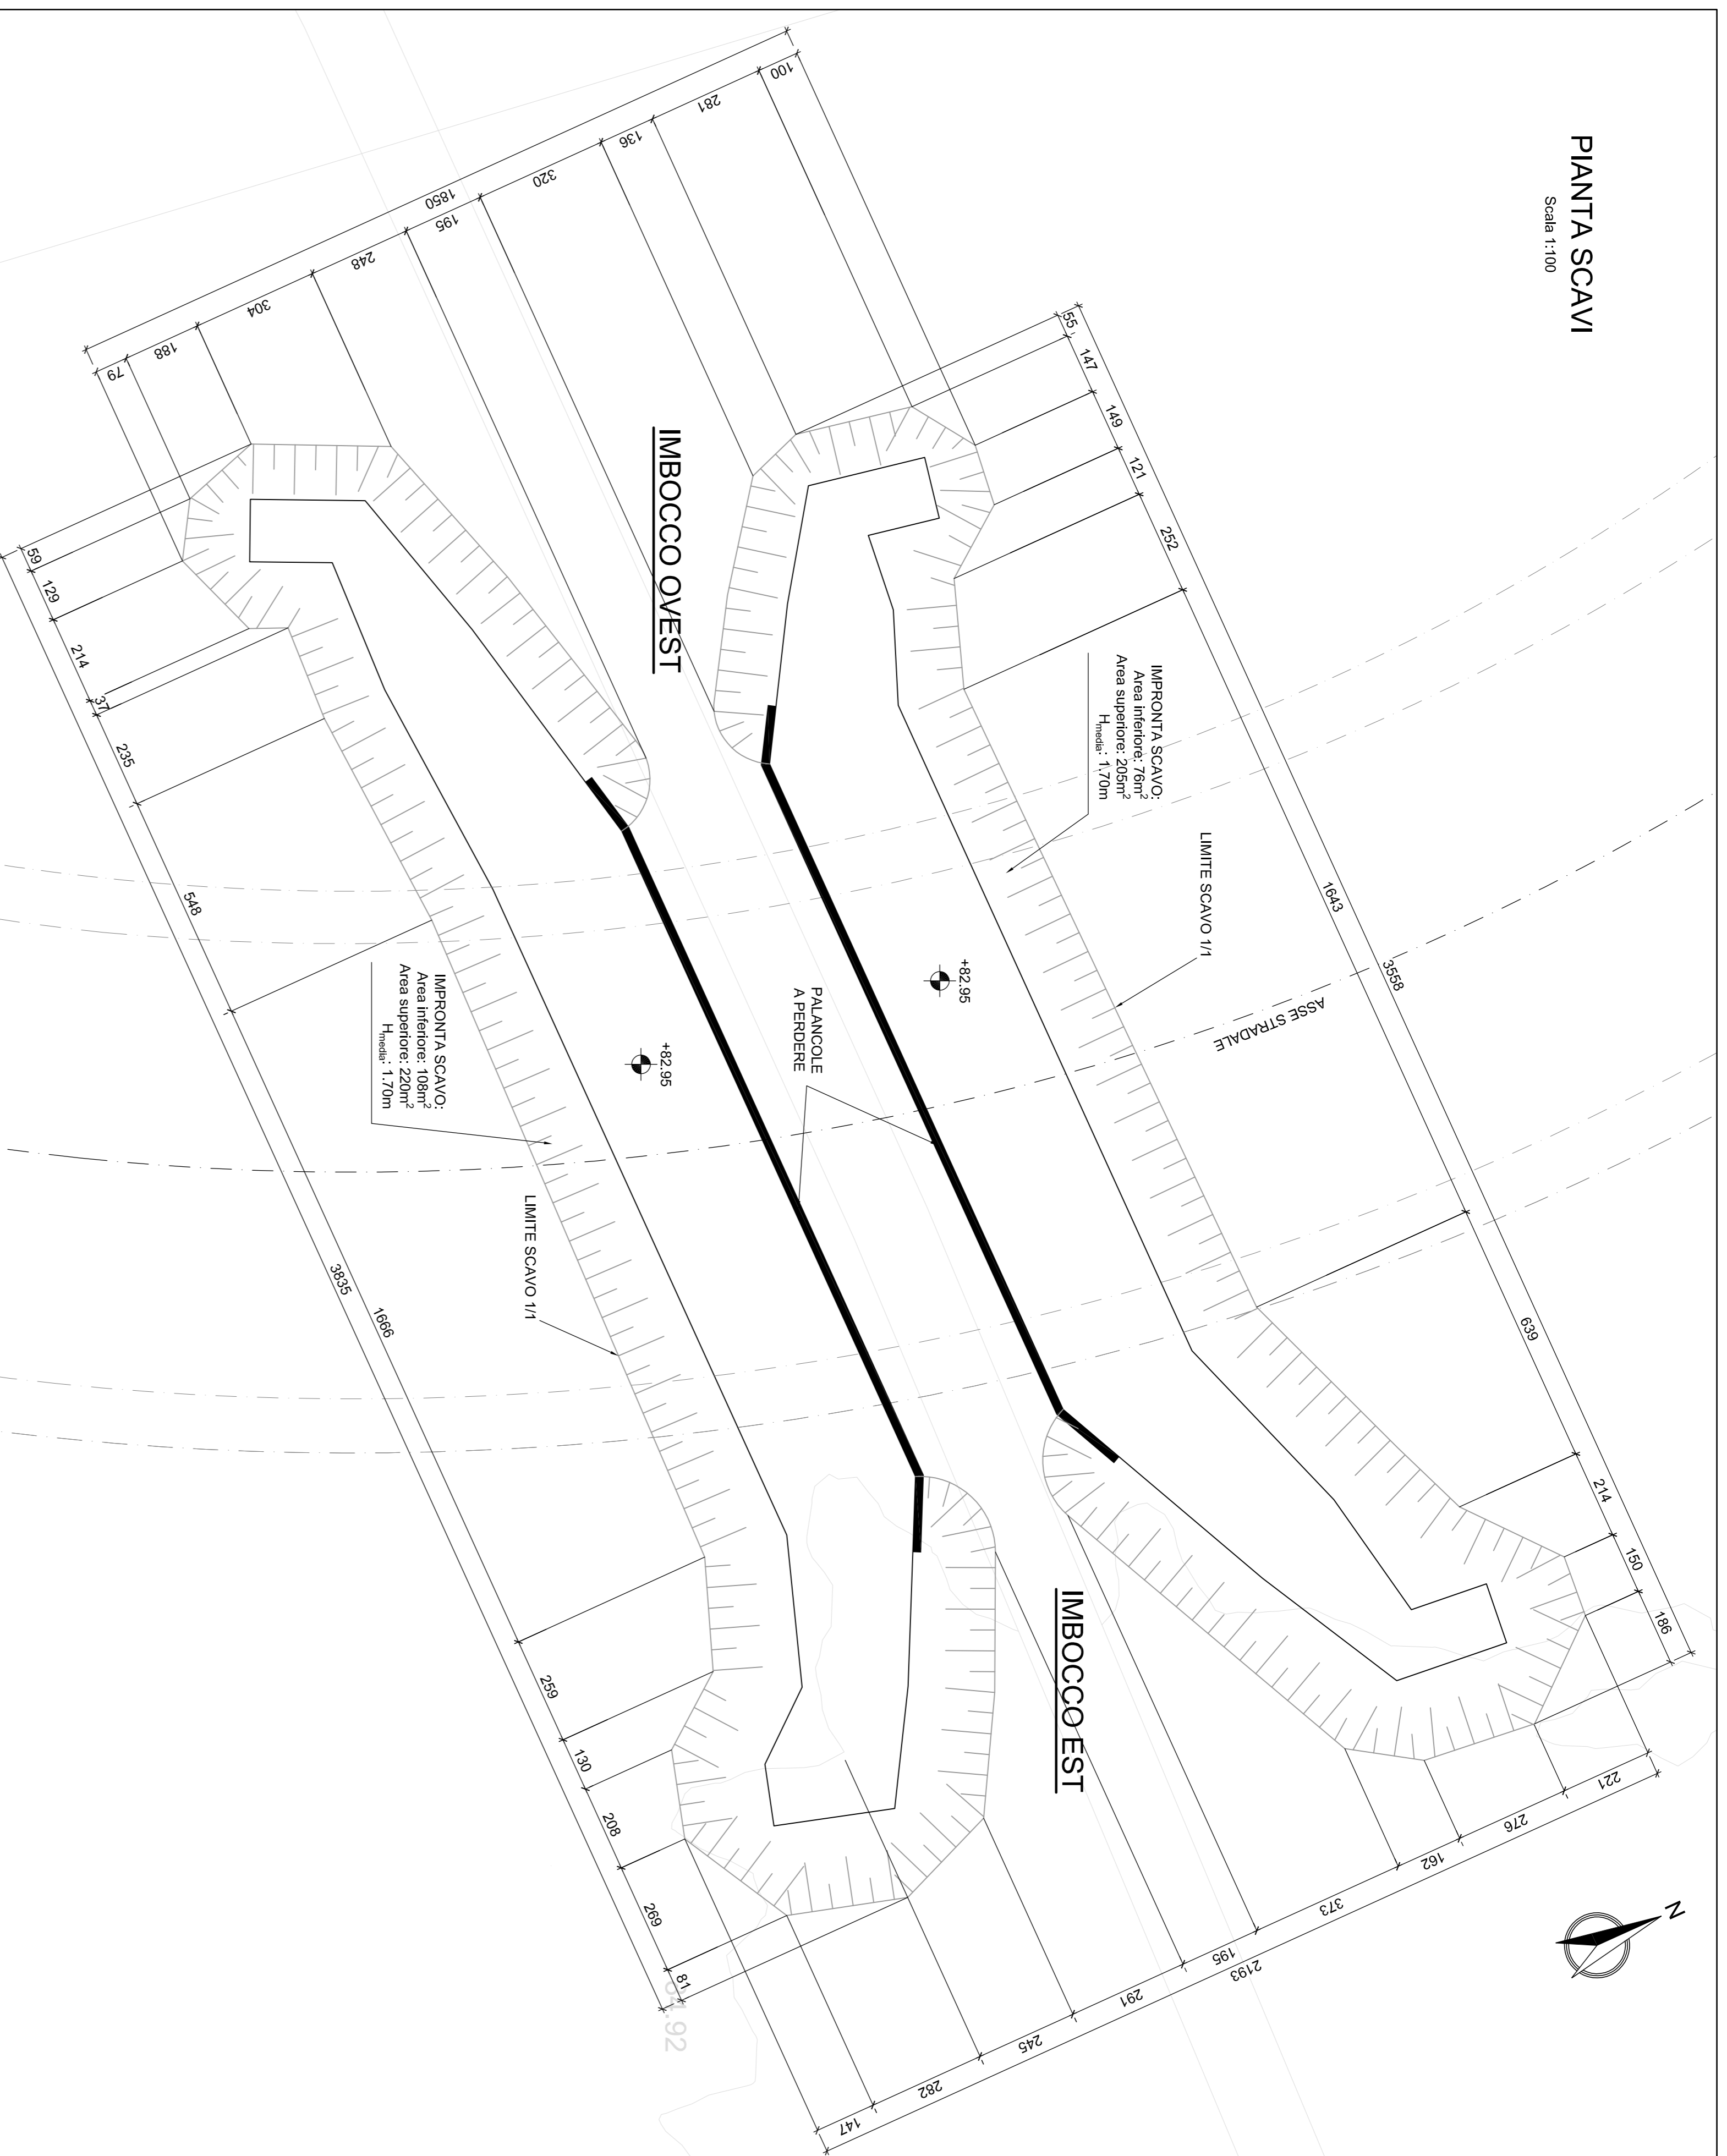 PIANTA SCAVI
Scala 1:100
IMBOCCO OVEST
IMBOCCO EST
IMPRONTA SCAVO:
Area inferiore: 76m²
Area superiore: 205m²
Hmedia: 1.70m
LIMITE SCAVO 1/1
ASSE STRADALE
+82.95
PALANCOLE
A PERDERE
+82.95
IMPRONTA SCAVO:
Area inferiore: 108m²
Area superiore: 220m²
Hmedia: 1.70m
LIMITE SCAVO 1/1
N
100
281
136
320
195
248
304
188
79
1850
55
147
149
121
252
1643
639
214
150
186
3558
59
129
214
37
235
548
1666
259
130
208
269
81
3835
221
276
162
373
195
291
245
282
147
2193